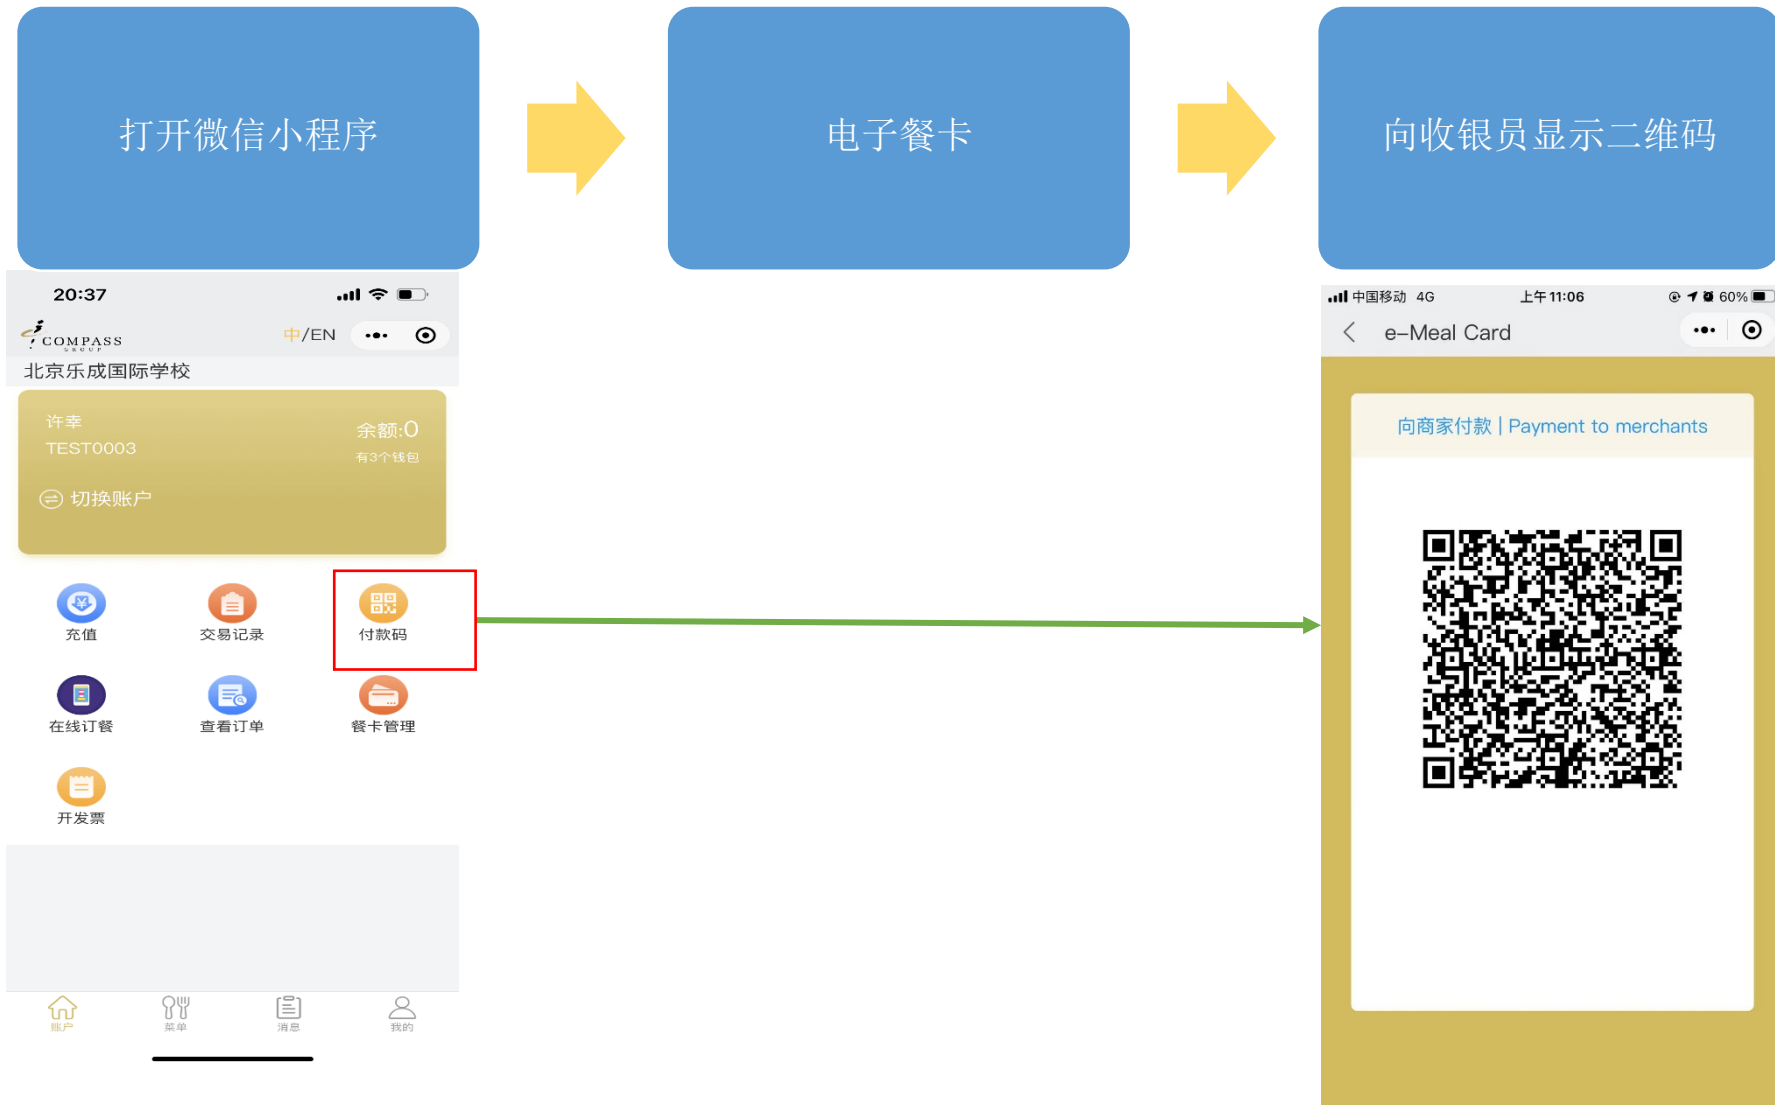 打开微信小程序
电子餐卡
向收银员显示二维码
20:37
COMPASS
GROUP
中/EN
北京乐成国际学校
许幸
TEST0003
余额:0
有3个钱包
切换账户
充值
交易记录
付款码
在线订餐
查看订单
餐卡管理
开发票
账户
菜单
消息
我的
中国移动 4G
上午11:06
60%
e-Meal Card
向商家付款 | Payment to merchants